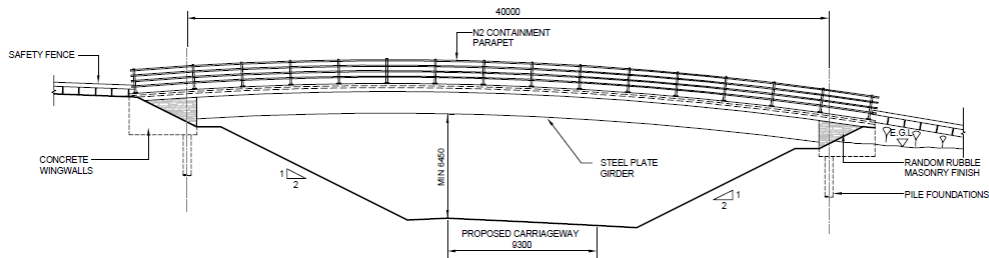 40000
N2 CONTAINMENT
PARAPET
SAFETY FENCE
E.G.L
CONCRETE
WINGWALLS
1
2
MIN 6450
STEEL PLATE
GIRDER
1
2
RANDOM RUBBLE
MASONRY FINISH
PILE FOUNDATIONS
PROPOSED CARRIAGEWAY
9300